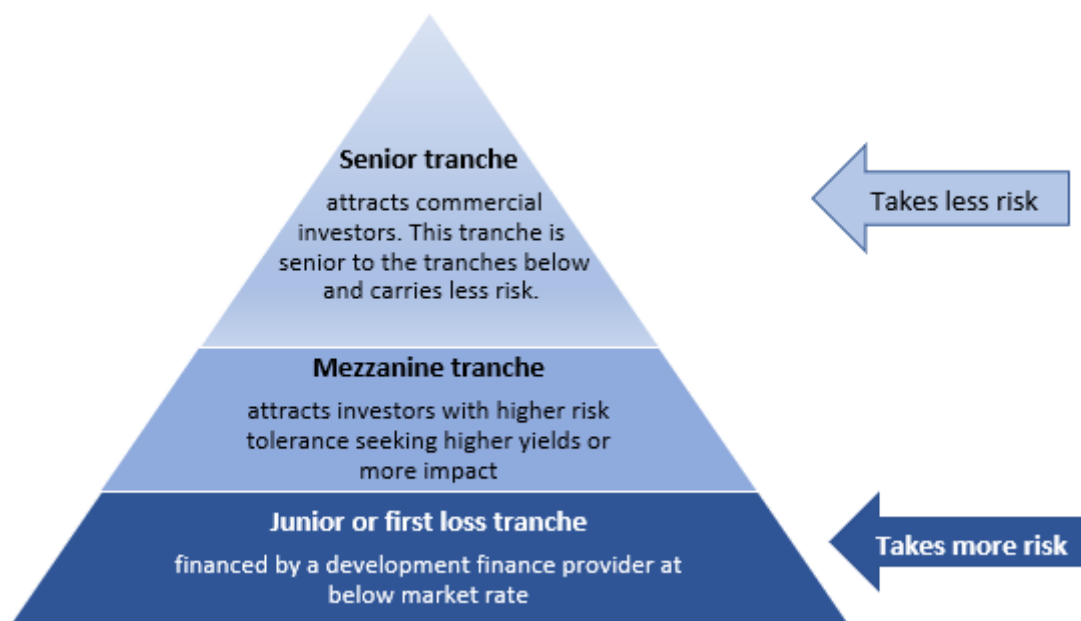 Senior tranche
attracts commercial
investors. This tranche is
senior to the tranches below
and carries less risk.
Takes less risk
Mezzanine tranche
attracts investors with higher risk
tolerance seeking higher yields or
more impact
Junior or first loss tranche
financed by a development finance provider at
below market rate
Takes more risk